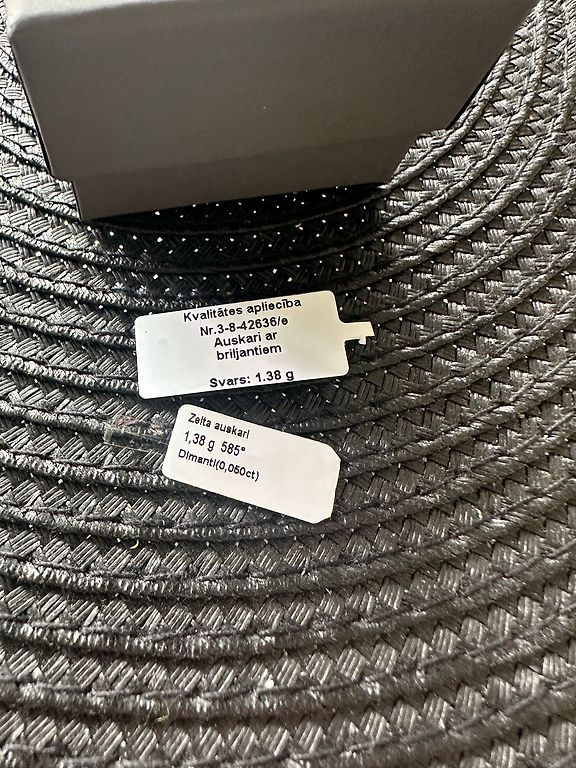 Kvalitātes apliecība
Nr.3-8-42636/e
Auskari ar
briljantiem
Svars: 1.38 g
Zelta auskari
1,38 g 585°
Dimanti(0,050ct)